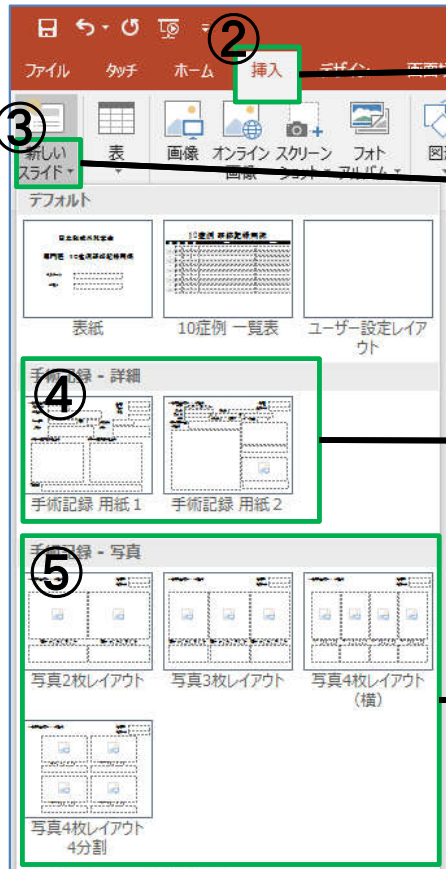 ②
ファイル タッチ ホーム 挿入 デザイン
③
新しい
スライド
表
画像
オンライン
画像
スクリーン
ショット
フォト
アルバム
デフォルト
10症例
表紙
10症例 一覧表
ユーザー設定レイア
ウト
④
手術記録 - 詳細
手術記録 用紙1
手術記録 用紙2
⑤
手術記録 - 写真
写真2枚レイアウト
写真3枚レイアウト
写真4枚レイアウト
(横)
写真4枚レイアウト
4分割